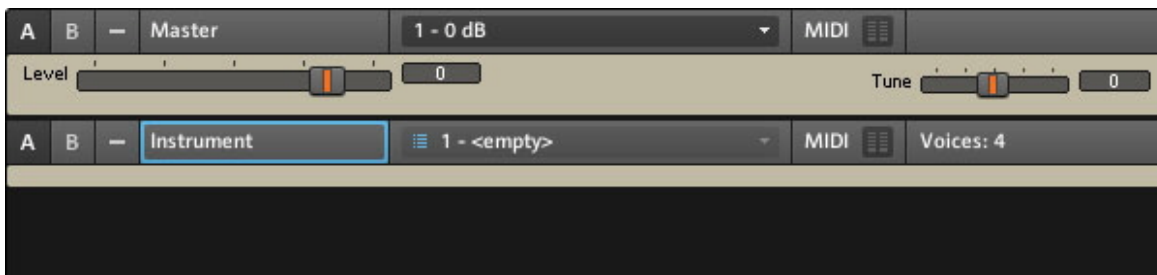 A B – Master 1 - 0 dB MIDI
Level 0 Tune 0
A B – Instrument 1 - <empty> MIDI Voices: 4